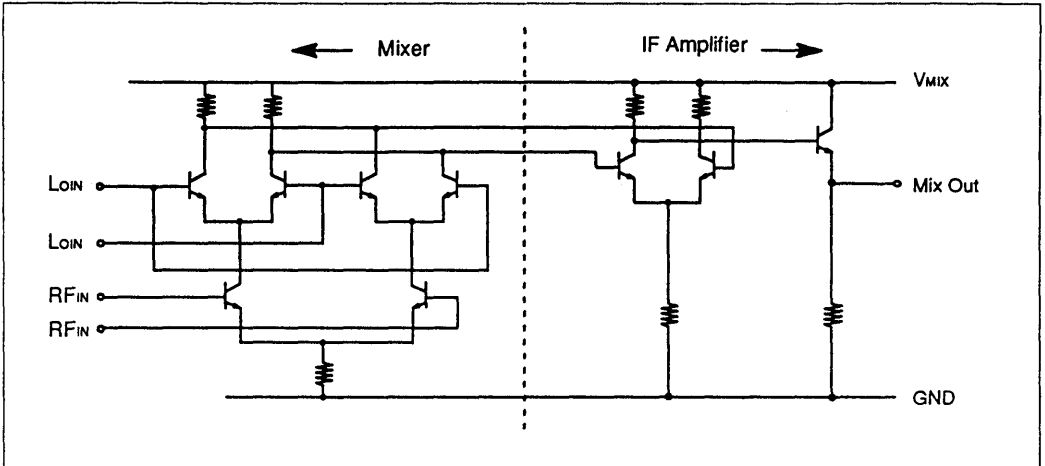 Mixer
IF Amplifier
VMIX
LOIN
Mix Out
LOIN
RFIN
RFIN
GND